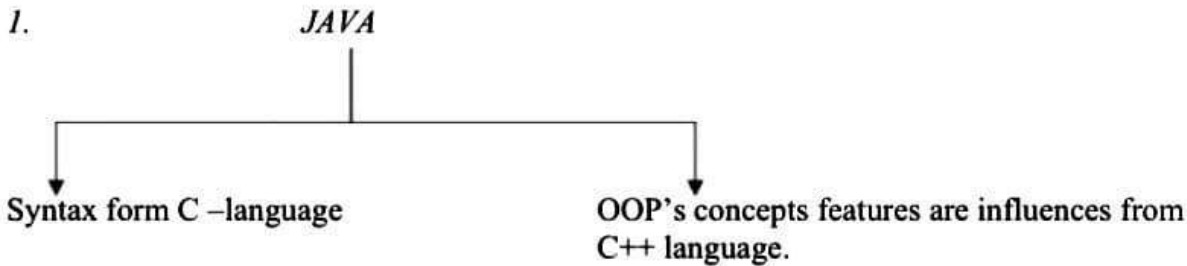 1. JAVA
Syntax form C –language
OOP's concepts features are influences from
C++ language.